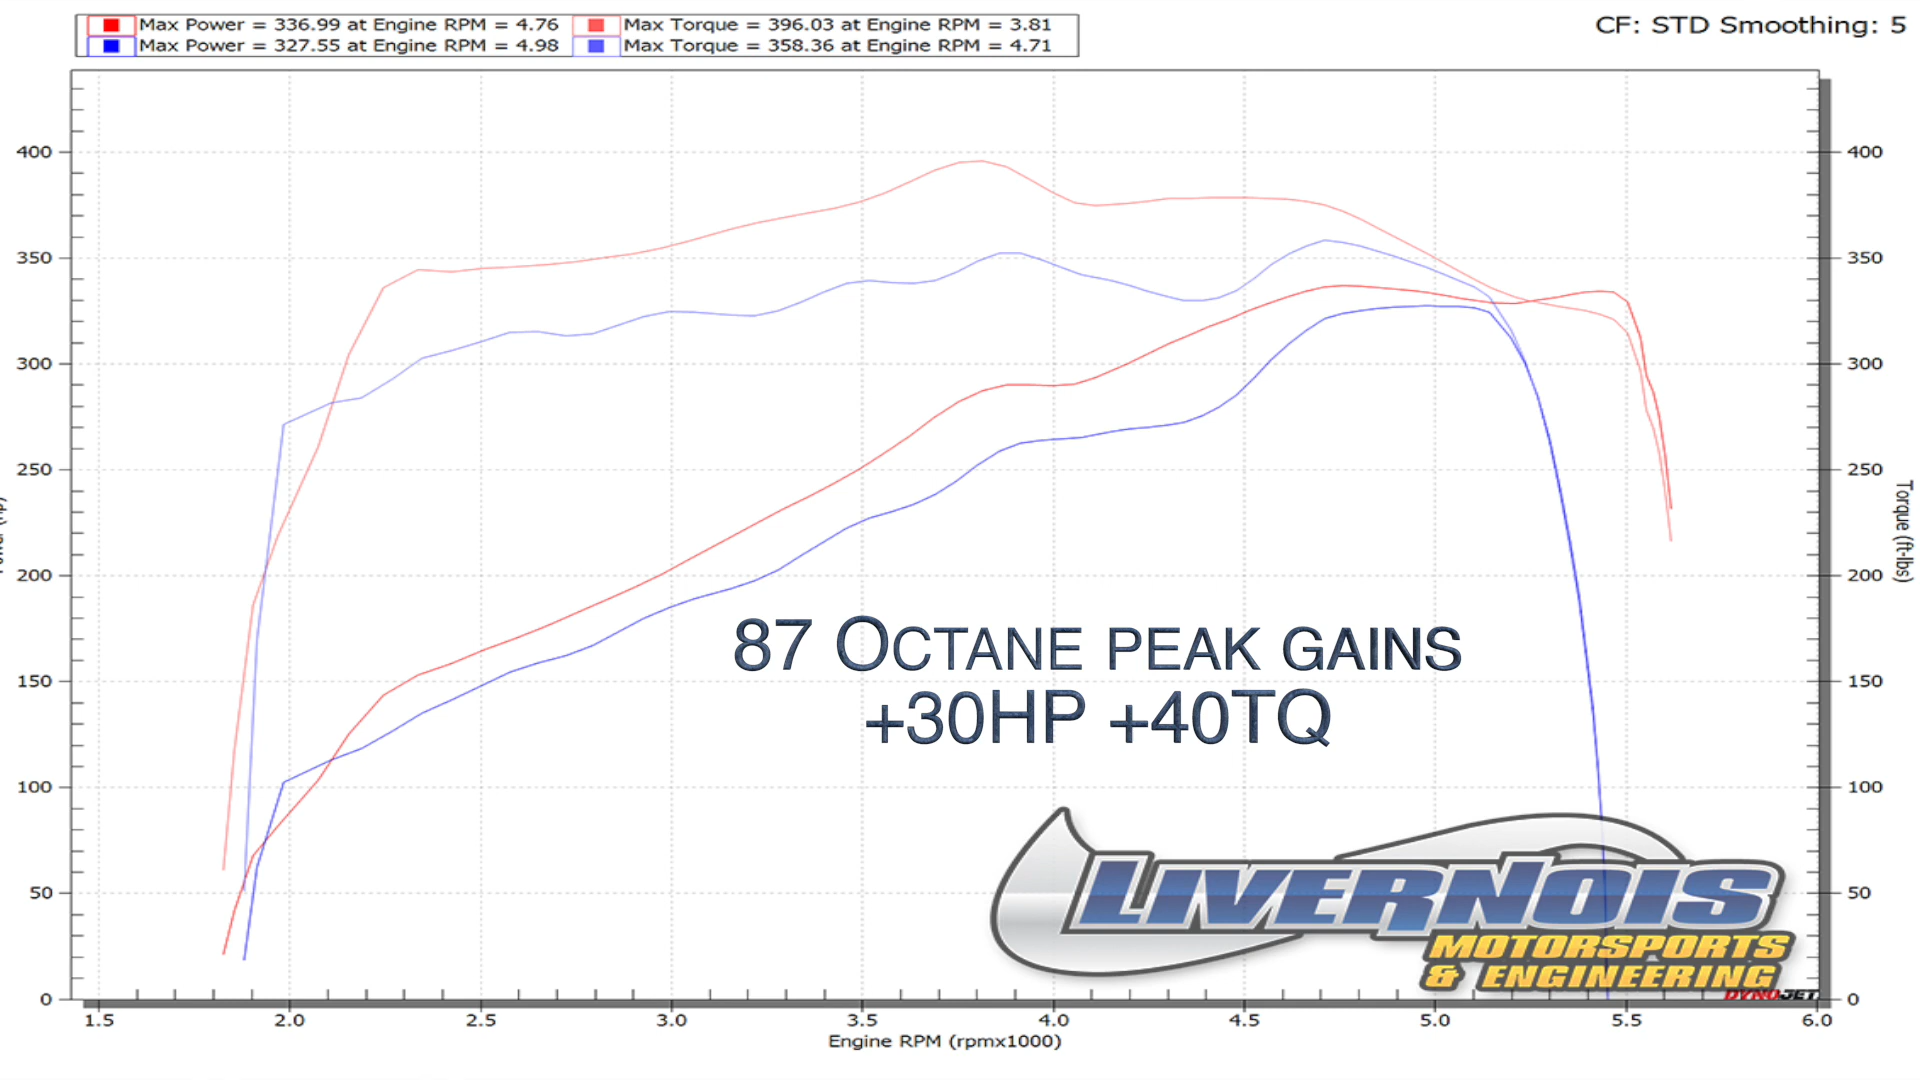 Max Power = 336.99 at Engine RPM = 4.76 Max Torque = 396.03 at Engine RPM = 3.81
Max Power = 327.55 at Engine RPM = 4.98 Max Torque = 358.36 at Engine RPM = 4.71
CF: STD Smoothing: 5
400 400
350 350
300 300
250 250
Torque (ft-lbs)
200 200
87 OCTANE PEAK GAINS
+30HP +40TQ
150 150
100 100
50 50
LIVERNOIS
MOTORSPORTS
& ENGINEERING
DYNOJET
0 0
1.5 2.0 2.5 3.0 3.5 4.0 4.5 5.0 5.5 6.0
Engine RPM (rpmx1000)